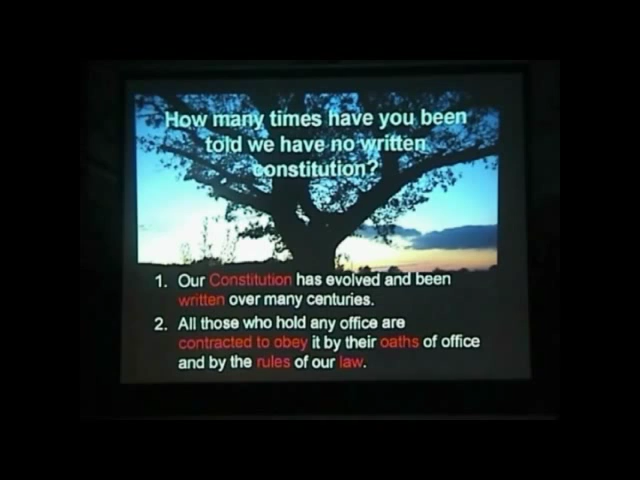 How many times have you been
told we have no written
constitution?
1. Our Constitution has evolved and been
written over many centuries.
2. All those who hold any office are
contracted to obey it by their oaths of office
and by the rules of our law.